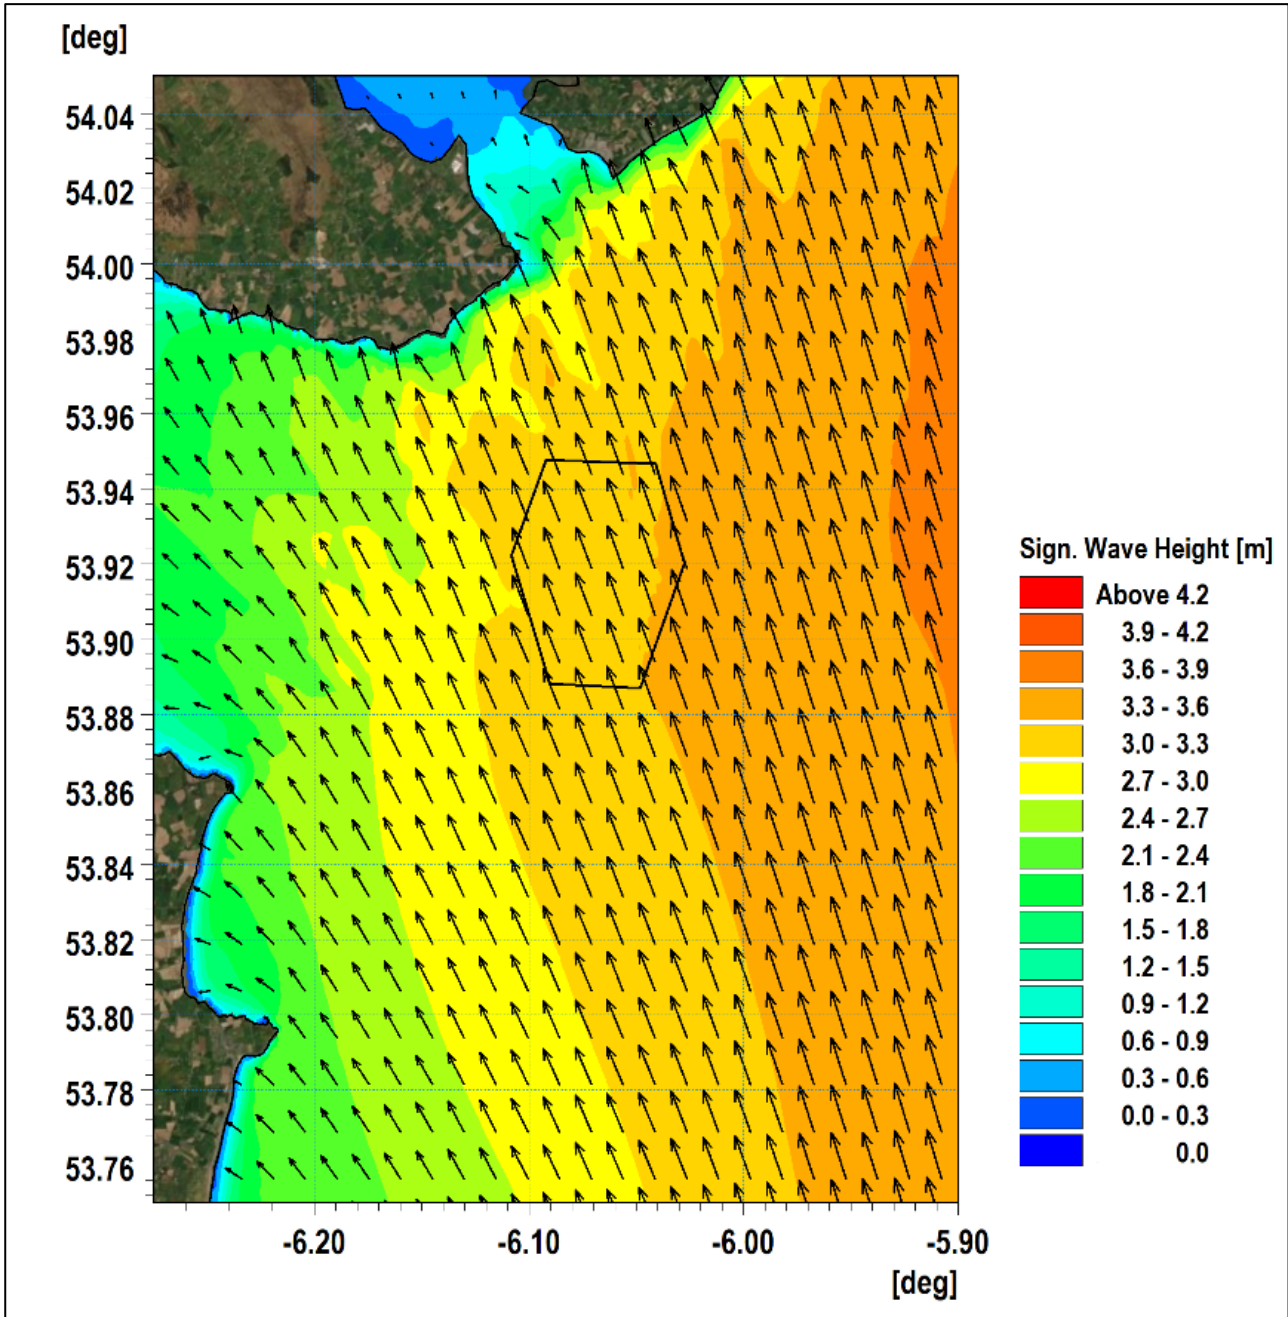 [deg]
54.04
54.02
54.00
53.98
53.96
53.94
53.92
53.90
53.88
53.86
53.84
53.82
53.80
53.78
53.76
-6.20 -6.10 -6.00 -5.90
[deg]
Sign. Wave Height [m]
Above 4.2
3.9 - 4.2
3.6 - 3.9
3.3 - 3.6
3.0 - 3.3
2.7 - 3.0
2.4 - 2.7
2.1 - 2.4
1.8 - 2.1
1.5 - 1.8
1.2 - 1.5
0.9 - 1.2
0.6 - 0.9
0.3 - 0.6
0.0 - 0.3
0.0